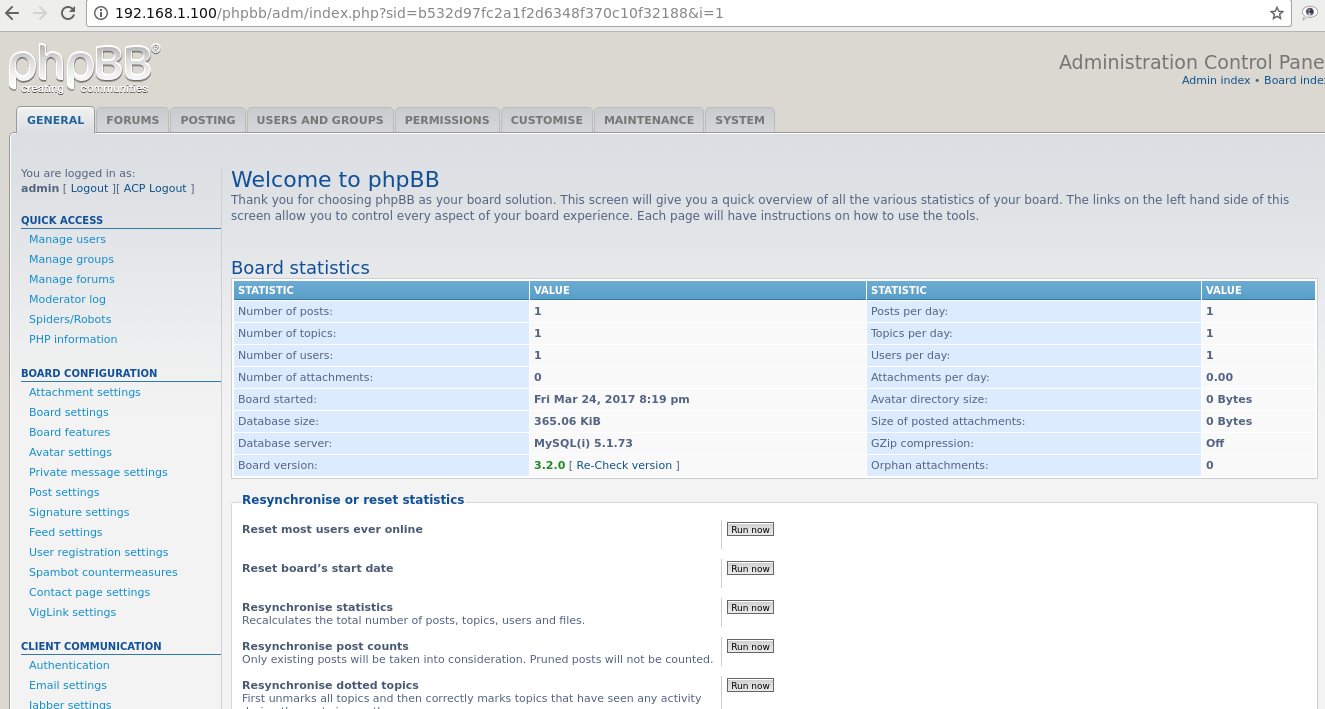 192.168.1.100/phpbb/adm/index.php?sid=b532d97fc2a1f2d6348f370c10f32188&i=1
phpBB®
creating communities
Administration Control Pane
Admin index • Board inde
GENERAL FORUMS POSTING USERS AND GROUPS PERMISSIONS CUSTOMISE MAINTENANCE SYSTEM
You are logged in as:
admin [ Logout ][ ACP Logout ]
QUICK ACCESS
Manage users
Manage groups
Manage forums
Moderator log
Spiders/Robots
PHP information
BOARD CONFIGURATION
Attachment settings
Board settings
Board features
Avatar settings
Private message settings
Post settings
Signature settings
Feed settings
User registration settings
Spambot countermeasures
Contact page settings
VigLink settings
CLIENT COMMUNICATION
Authentication
Email settings
Jabber settings
Welcome to phpBB
Thank you for choosing phpBB as your board solution. This screen will give you a quick overview of all the various statistics of your board. The links on the left hand side of this
screen allow you to control every aspect of your board experience. Each page will have instructions on how to use the tools.
Board statistics
STATISTIC VALUE STATISTIC VALUE
Number of posts: 1 Posts per day: 1
Number of topics: 1 Topics per day: 1
Number of users: 1 Users per day: 1
Number of attachments: 0 Attachments per day: 0.00
Board started: Fri Mar 24, 2017 8:19 pm Avatar directory size: 0 Bytes
Database size: 365.06 KiB Size of posted attachments: 0 Bytes
Database server: MySQL(i) 5.1.73 GZip compression: Off
Board version: 3.2.0 [ Re-Check version ] Orphan attachments: 0
Resynchronise or reset statistics
Reset most users ever online Run now
Reset board’s start date Run now
Resynchronise statistics Run now
Recalculates the total number of posts, topics, users and files.
Resynchronise post counts Run now
Only existing posts will be taken into consideration. Pruned posts will not be counted.
Resynchronise dotted topics Run now
First unmarks all topics and then correctly marks topics that have seen any activity